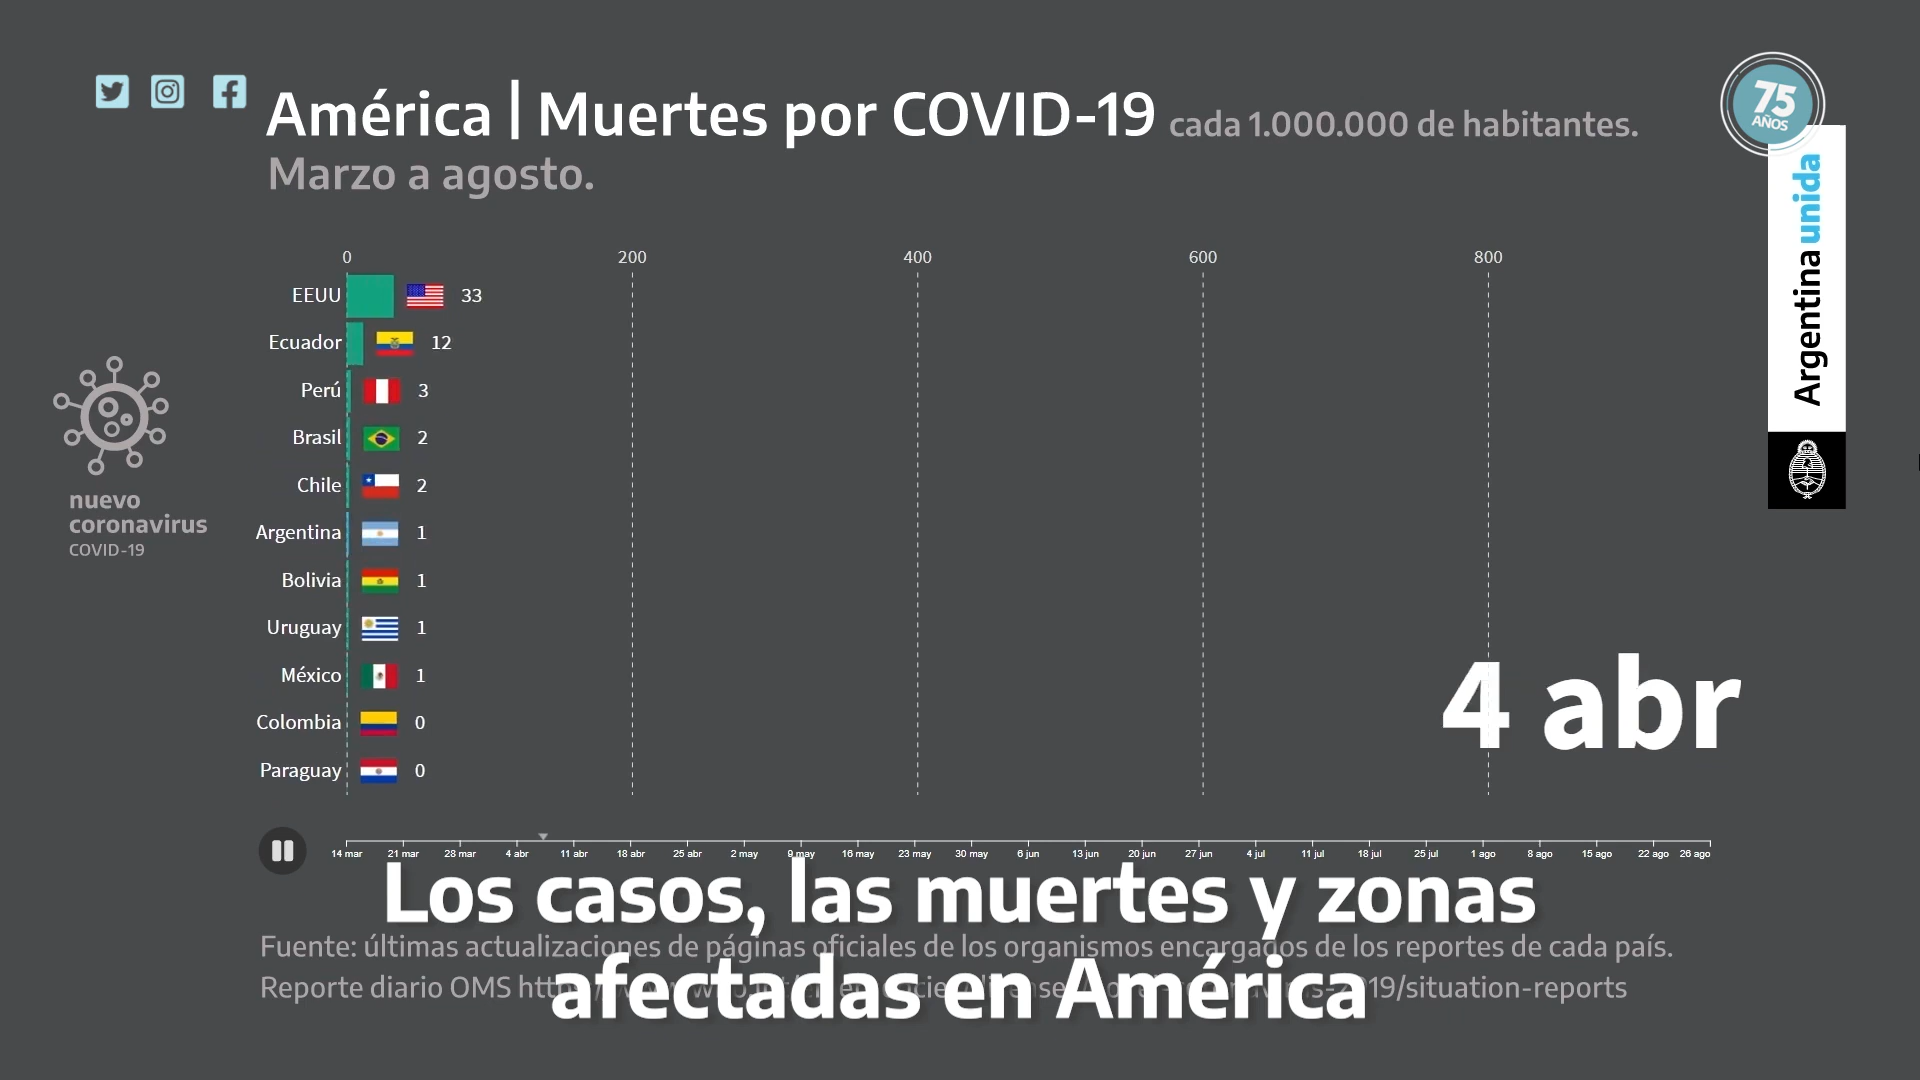 América | Muertes por COVID-19 cada 1.000.000 de habitantes.
Marzo a agosto.
75
AÑOS
Argentina unida
nuevo
coronavirus
COVID-19
0 200 400 600 800
EEUU 33
Ecuador 12
Perú 3
Brasil 2
Chile 2
Argentina 1
Bolivia 1
Uruguay 1
México 1
Colombia 0
Paraguay 0
4 abr
14 mar 21 mar 28 mar 4 abr 11 abr 18 abr 25 abr 2 may 9 may 16 may 23 may 30 may 6 jun 13 jun 20 jun 27 jun 4 jul 11 jul 18 jul 25 jul 1 ago 8 ago 15 ago 22 ago 26 ago
Los casos, las muertes y zonas
afectadas en América
Fuente: últimas actualizaciones de páginas oficiales de los organismos encargados de los reportes de cada país.
Reporte diario OMS 19/situation-reports